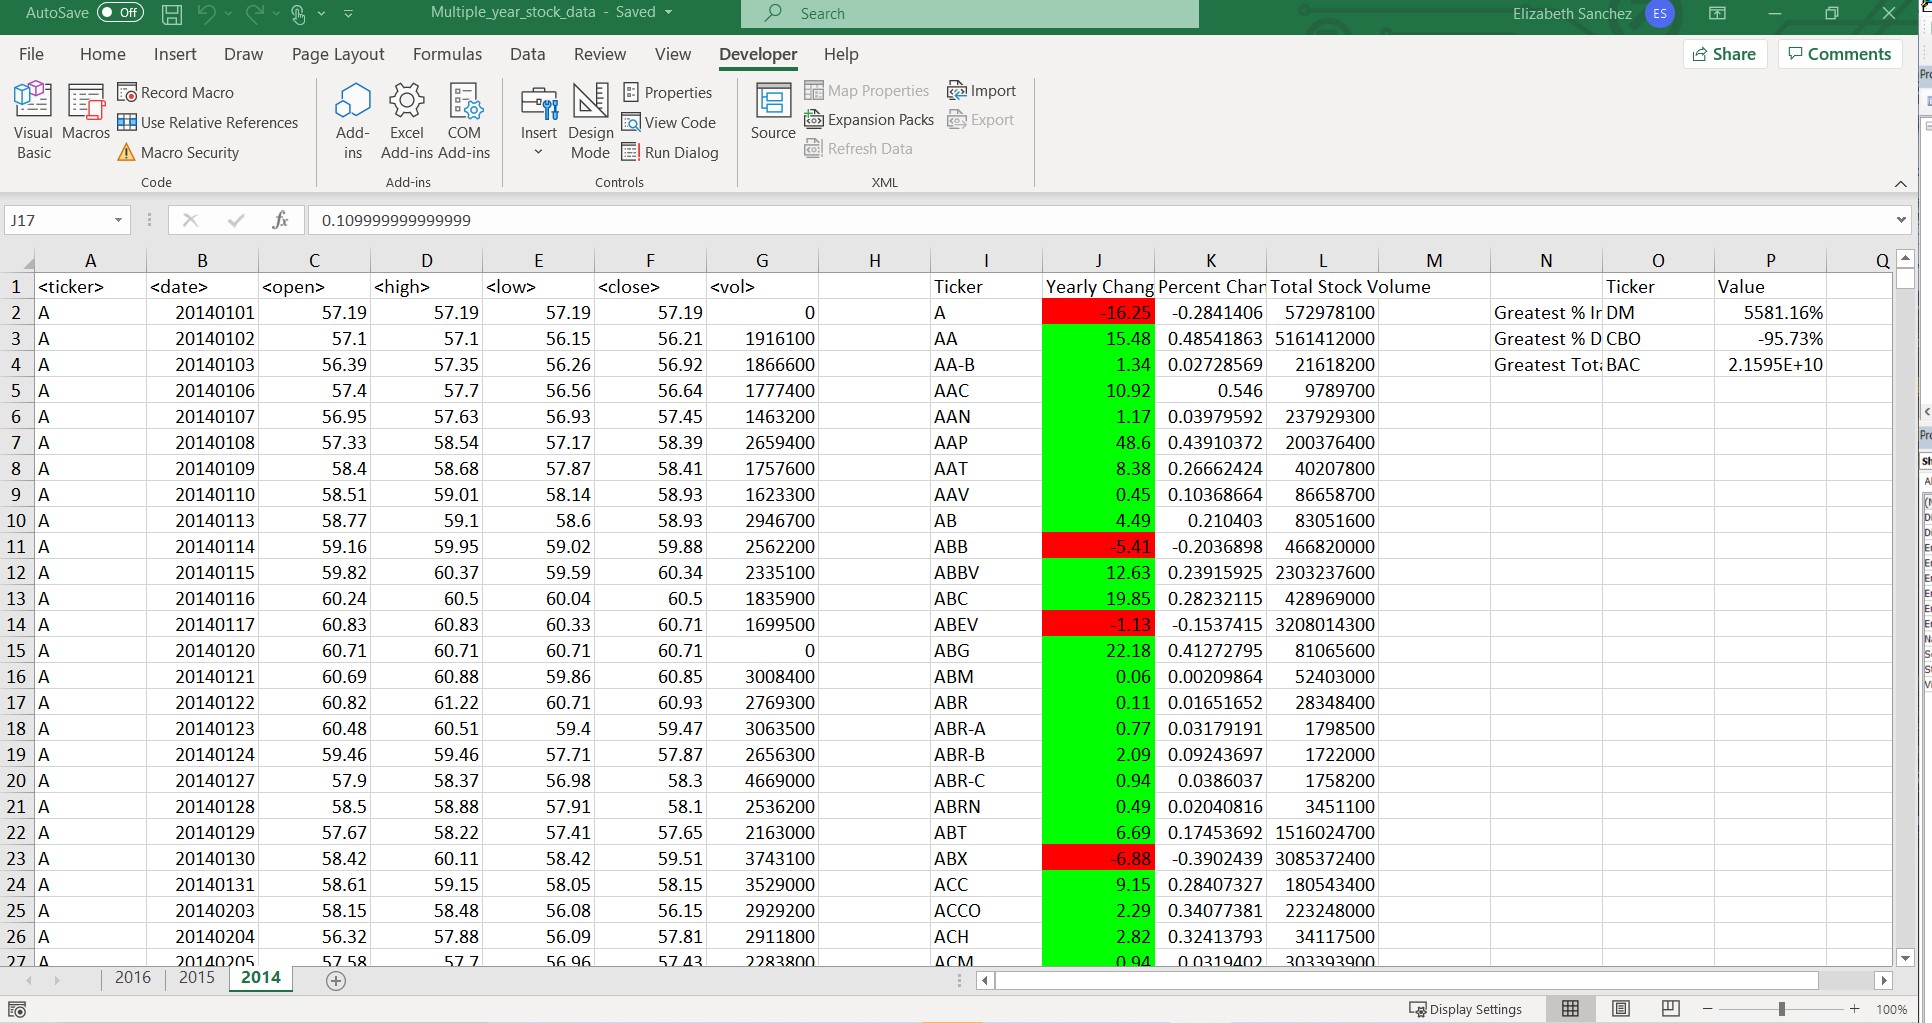 AutoSave Off Multiple_year_stock_data - Saved Search Elizabeth Sanchez ES
File Home Insert Draw Page Layout Formulas Data Review View Developer Help Share Comments
Visual Basic Macros Record Macro Use Relative References Macro Security Code
Add-ins Excel Add-ins COM Add-ins Add-ins
Insert Design Mode Properties View Code Run Dialog Controls
Source Map Properties Expansion Packs Refresh Data Import Export XML
J17 fx 0.109999999999999
A B C D E F G H I J K L M N O P Q
1 <ticker> <date> <open> <high> <low> <close> <vol> Ticker Yearly Chang Percent Chan Total Stock Volume Ticker Value
2 A 20140101 57.19 57.19 57.19 57.19 0 A -16.25 -0.2841406 572978100 Greatest % Ir DM 5581.16%
3 A 20140102 57.1 57.1 56.15 56.21 1916100 AA 15.48 0.48541863 5161412000 Greatest % D CBO -95.73%
4 A 20140103 56.39 57.35 56.26 56.92 1866600 AA-B 1.34 0.02728569 21618200 Greatest Tota BAC 2.1595E+10
5 A 20140106 57.4 57.7 56.56 56.64 1777400 AAC 10.92 0.546 9789700
6 A 20140107 56.95 57.63 56.93 57.45 1463200 AAN 1.17 0.03979592 237929300
7 A 20140108 57.33 58.54 57.17 58.39 2659400 AAP 48.6 0.43910372 200376400
8 A 20140109 58.4 58.68 57.87 58.41 1757600 AAT 8.38 0.26662424 40207800
9 A 20140110 58.51 59.01 58.14 58.93 1623300 AAV 0.45 0.10368664 86658700
10 A 20140113 58.77 59.1 58.6 58.93 2946700 AB 4.49 0.210403 83051600
11 A 20140114 59.16 59.95 59.02 59.88 2562200 ABB -5.41 -0.2036898 466820000
12 A 20140115 59.82 60.37 59.59 60.34 2335100 ABBV 12.63 0.23915925 2303237600
13 A 20140116 60.24 60.5 60.04 60.5 1835900 ABC 19.85 0.28232115 428969000
14 A 20140117 60.83 60.83 60.33 60.71 1699500 ABEV -1.13 -0.1537415 3208014300
15 A 20140120 60.71 60.71 60.71 60.71 0 ABG 22.18 0.41272795 81065600
16 A 20140121 60.69 60.88 59.86 60.85 3008400 ABM 0.06 0.00209864 52403000
17 A 20140122 60.82 61.22 60.71 60.93 2769300 ABR 0.11 0.01651652 28348400
18 A 20140123 60.48 60.51 59.4 59.47 3063500 ABR-A 0.77 0.03179191 1798500
19 A 20140124 59.46 59.46 57.71 57.87 2656300 ABR-B 2.09 0.09243697 1722000
20 A 20140127 57.9 58.37 56.98 58.3 4669000 ABR-C 0.94 0.0386037 1758200
21 A 20140128 58.5 58.88 57.91 58.1 2536200 ABRN 0.49 0.02040816 3451100
22 A 20140129 57.67 58.22 57.41 57.65 2163000 ABT 6.69 0.17453692 1516024700
23 A 20140130 58.42 60.11 58.42 59.51 3743100 ABX -6.88 -0.3902439 3085372400
24 A 20140131 58.61 59.15 58.05 58.15 3529000 ACC 9.15 0.28407327 180543400
25 A 20140203 58.15 58.48 56.08 56.15 2929200 ACCO 2.29 0.34077381 223248000
26 A 20140204 56.32 57.88 56.09 57.81 2911800 ACH 2.82 0.32413793 34117500
27 A 20140205 57.58 57.7 56.96 57.43 2283800 ACM 0.94 0.0319402 303393900
2016 2015 2014
Display Settings 100%